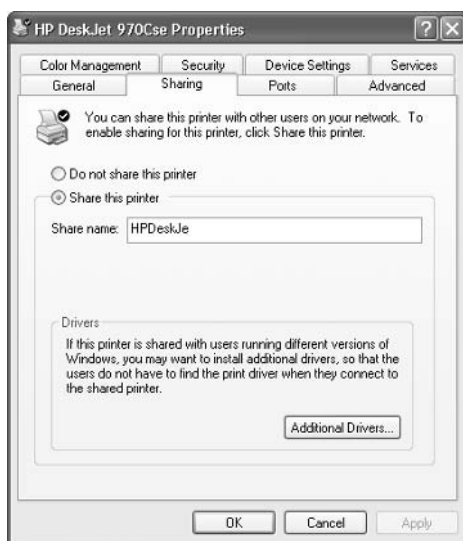 HP DeskJet 970Cse Properties
Color Management Security Device Settings Services
General Sharing Ports Advanced
You can share this printer with other users on your network. To
enable sharing for this printer, click Share this printer.
Do not share this printer
Share this printer
Share name: HPDeskJe
Drivers
If this printer is shared with users running different versions of
Windows, you may want to install additional drivers, so that the
users do not have to find the print driver when they connect to
the shared printer.
Additional Drivers...
OK Cancel Apply